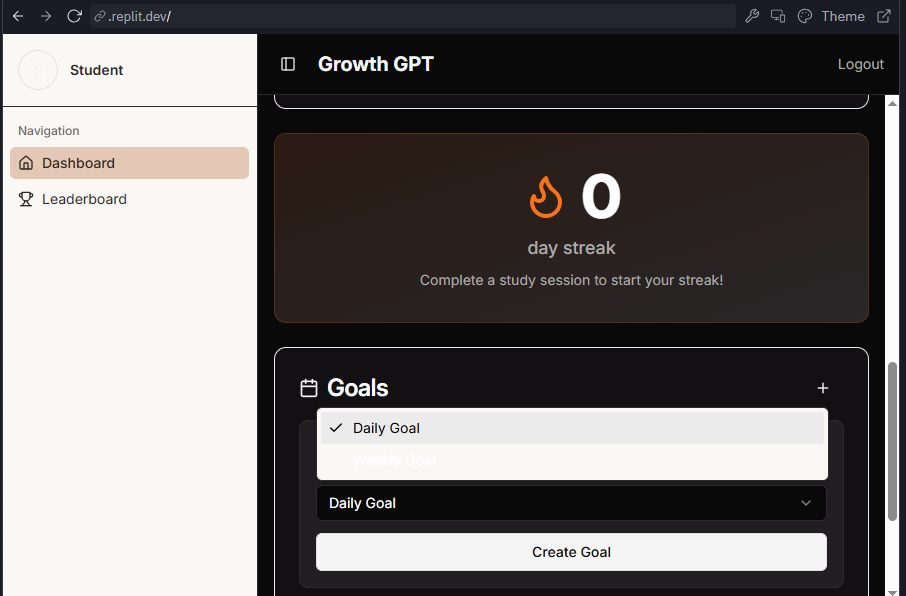 .replit.dev/
Theme
Student
Growth GPT
Logout
Navigation
Dashboard
Leaderboard
0
day streak
Complete a study session to start your streak!
Goals
Daily Goal
Weekly Goal
Daily Goal
Create Goal